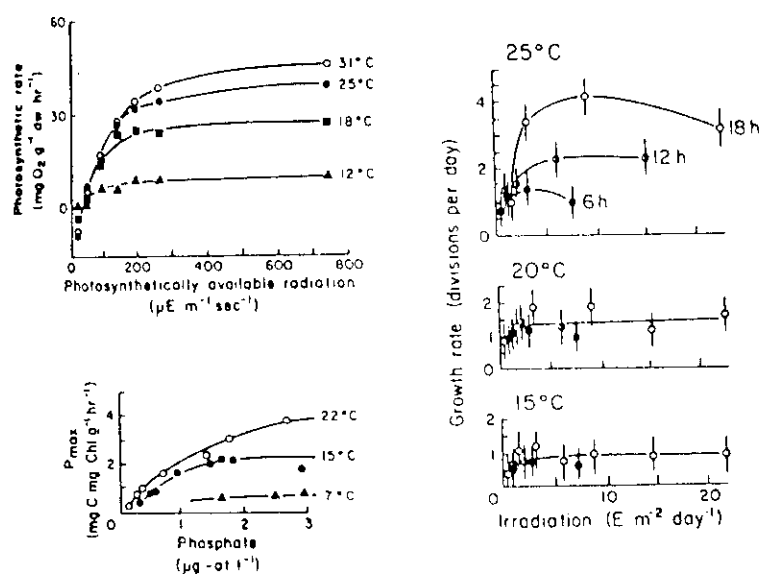 60
30
0
Photosynthetic rate
(mg O₂ g⁻¹ dw hr⁻¹)
31°C
25°C
18°C
12°C
0 200 400 600 800
Photosynthetically available radiation
(µE m⁻¹ sec⁻¹)
4
2
0
Pmax
(mg C mg Chl g⁻¹ hr⁻¹)
22°C
15°C
7°C
1 2 3
Phosphate
(µg-at l⁻¹)
25°C
4
2
0
18 h
12 h
6 h
Growth rate (divisions per day)
20°C
2
1
0
15°C
2
1
0
0 10 20
Irradiation (E m⁻² day⁻¹)